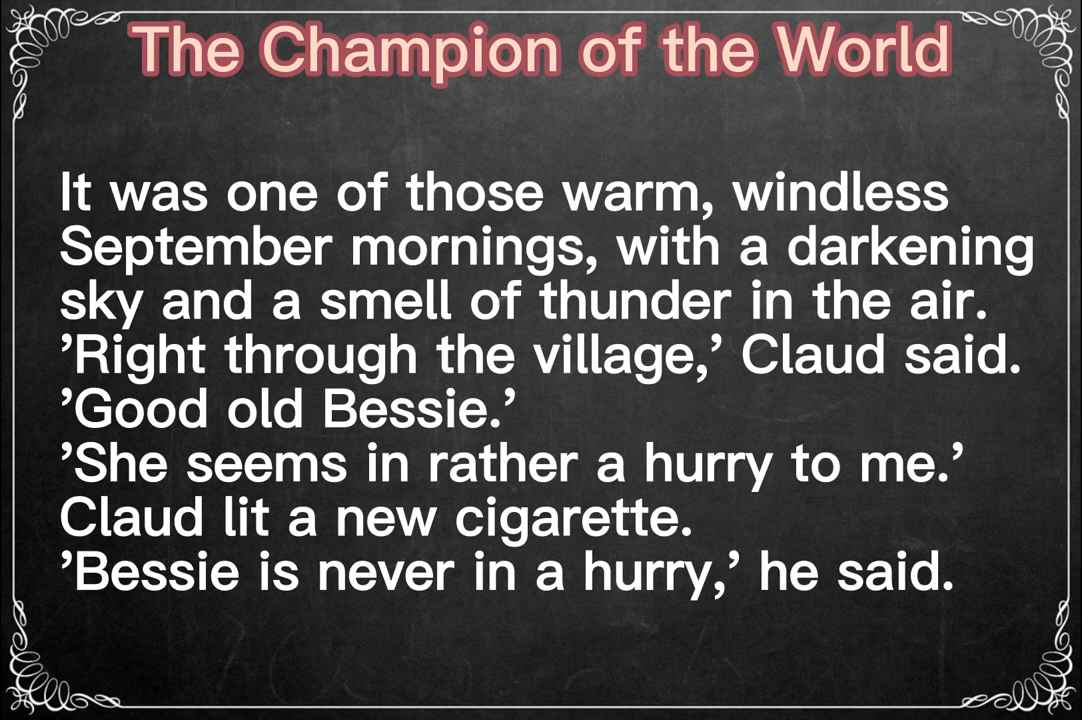 The Champion of the World
It was one of those warm, windless
September mornings, with a darkening
sky and a smell of thunder in the air.
’Right through the village,’ Claud said.
’Good old Bessie.’
’She seems in rather a hurry to me.’
Claud lit a new cigarette.
’Bessie is never in a hurry,’ he said.